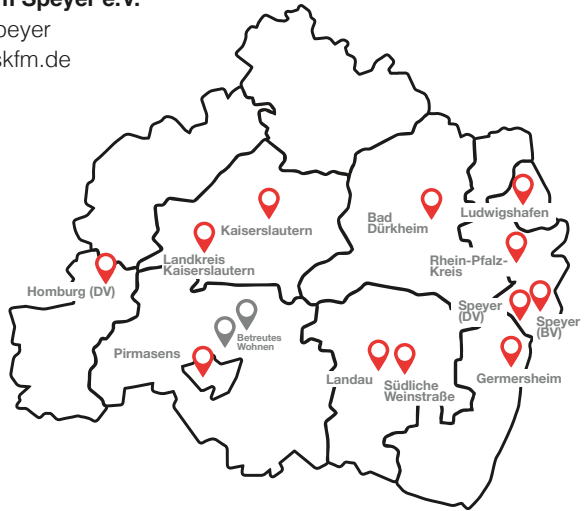 Speyer e.V.
peyer
skfm.de
Kaiserslautern
Bad
Dürkheim
Ludwigshafen
Landkreis
Kaiserslautern
Rhein-Pfalz-
Kreis
Homburg (DV)
Speyer
(DV)
Speyer
(BV)
Betreutes
Wohnen
Pirmasens
Landau
Südliche
Weinstraße
Germersheim